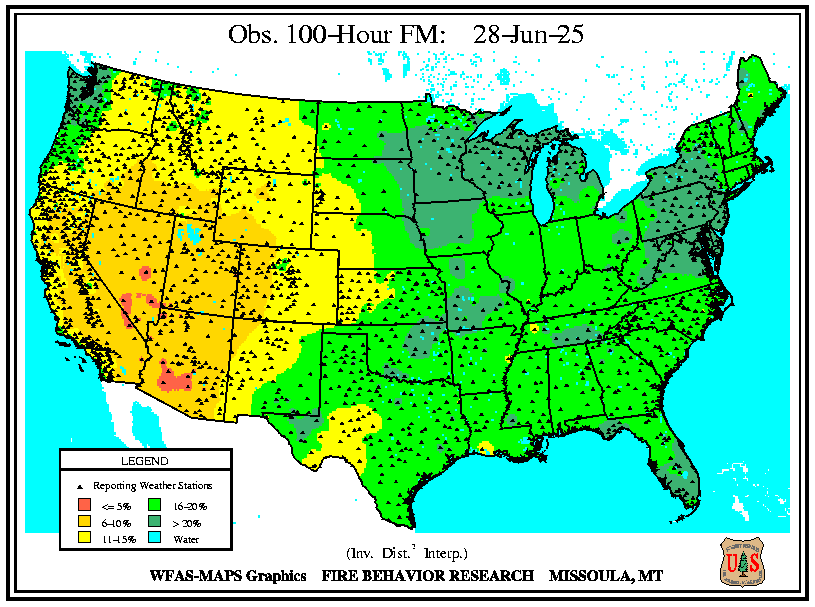 Obs. 100-Hour FM: 28-Jun-25
LEGEND
Reporting Weather Stations
<= 5% 16-20%
6-10% > 20%
11-15% Water
(Inv. Dist.² Interp.)
WFAS-MAPS Graphics FIRE BEHAVIOR RESEARCH MISSOULA, MT
U S